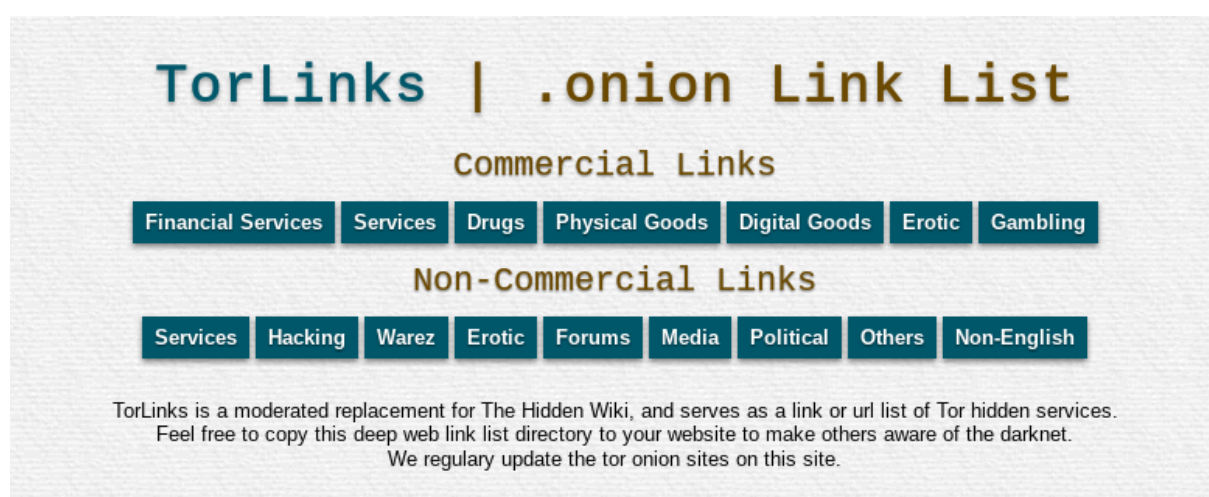 TorLinks | .onion Link List
Commercial Links
Financial Services Services Drugs Physical Goods Digital Goods Erotic Gambling
Non-Commercial Links
Services Hacking Warez Erotic Forums Media Political Others Non-English
TorLinks is a moderated replacement for The Hidden Wiki, and serves as a link or url list of Tor hidden services.
Feel free to copy this deep web link list directory to your website to make others aware of the darknet.
We regulary update the tor onion sites on this site.